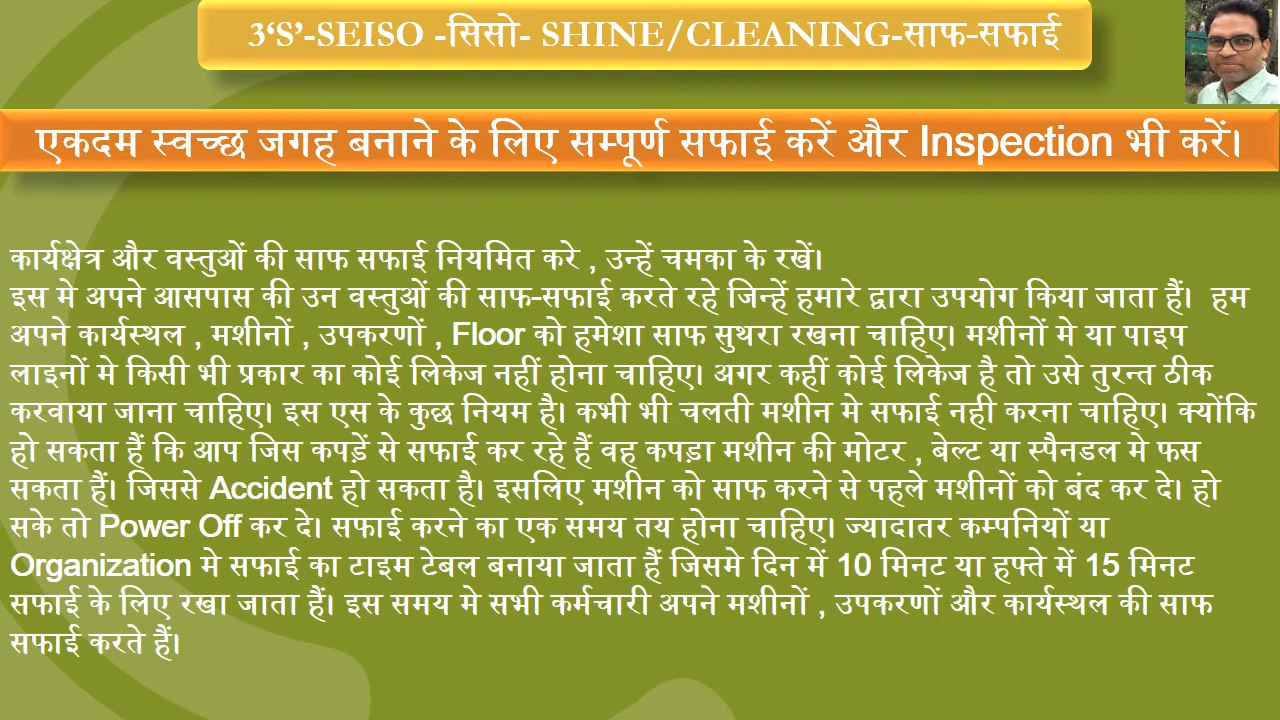 3‘S’-SEISO -सिसो- SHINE/CLEANING-साफ-सफाई
एकदम स्वच्छ जगह बनाने के लिए सम्पूर्ण सफाई करें और Inspection भी करें।
कार्यक्षेत्र और वस्तुओं की साफ सफाई नियमित करे , उन्हें चमका के रखें।
इस मे अपने आसपास की उन वस्तुओं की साफ-सफाई करते रहे जिन्हें हमारे द्वारा उपयोग किया जाता हैं। हम
अपने कार्यस्थल , मशीनों , उपकरणों , Floor को हमेशा साफ सुथरा रखना चाहिए। मशीनों मे या पाइप
लाइनों मे किसी भी प्रकार का कोई लिकेज नहीं होना चाहिए। अगर कहीं कोई लिकेज है तो उसे तुरन्त ठीक
करवाया जाना चाहिए। इस एस के कुछ नियम है। कभी भी चलती मशीन मे सफाई नही करना चाहिए। क्योंकि
हो सकता हैं कि आप जिस कपड़ें से सफाई कर रहे हैं वह कपड़ा मशीन की मोटर , बेल्ट या स्पैनडल मे फस
सकता हैं। जिससे Accident हो सकता है। इसलिए मशीन को साफ करने से पहले मशीनों को बंद कर दे। हो
सके तो Power Off कर दे। सफाई करने का एक समय तय होना चाहिए। ज्यादातर कम्पनियों या
Organization मे सफाई का टाइम टेबल बनाया जाता हैं जिसमे दिन में 10 मिनट या हफ्ते में 15 मिनट
सफाई के लिए रखा जाता हैं। इस समय मे सभी कर्मचारी अपने मशीनों , उपकरणों और कार्यस्थल की साफ
सफाई करते हैं।